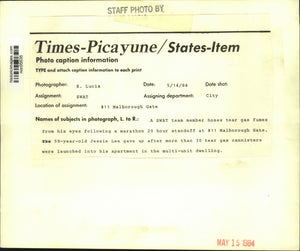 STAFF PHOTO BY
Times-Picayune/States-Item
Photo caption information
TYPE and attach caption information to each print
Photographer: R. Lucia Date: 5/14/84 Date shot:
Assignment: SWAT Assigning department: City
Location of assignment: #11 Malborough Gate
Names of subjects in photograph, L. to R.: A SWAT team member hoses tear gas fumes
from his eyes following a marathon 20 hour standoff at #11 Malborough Gate.
The 58-year-old Jessie Lee gave up after more than 10 tear gas cannisters
were launched into his apartment in the multi-unit dwelling.
MAY 15 1984